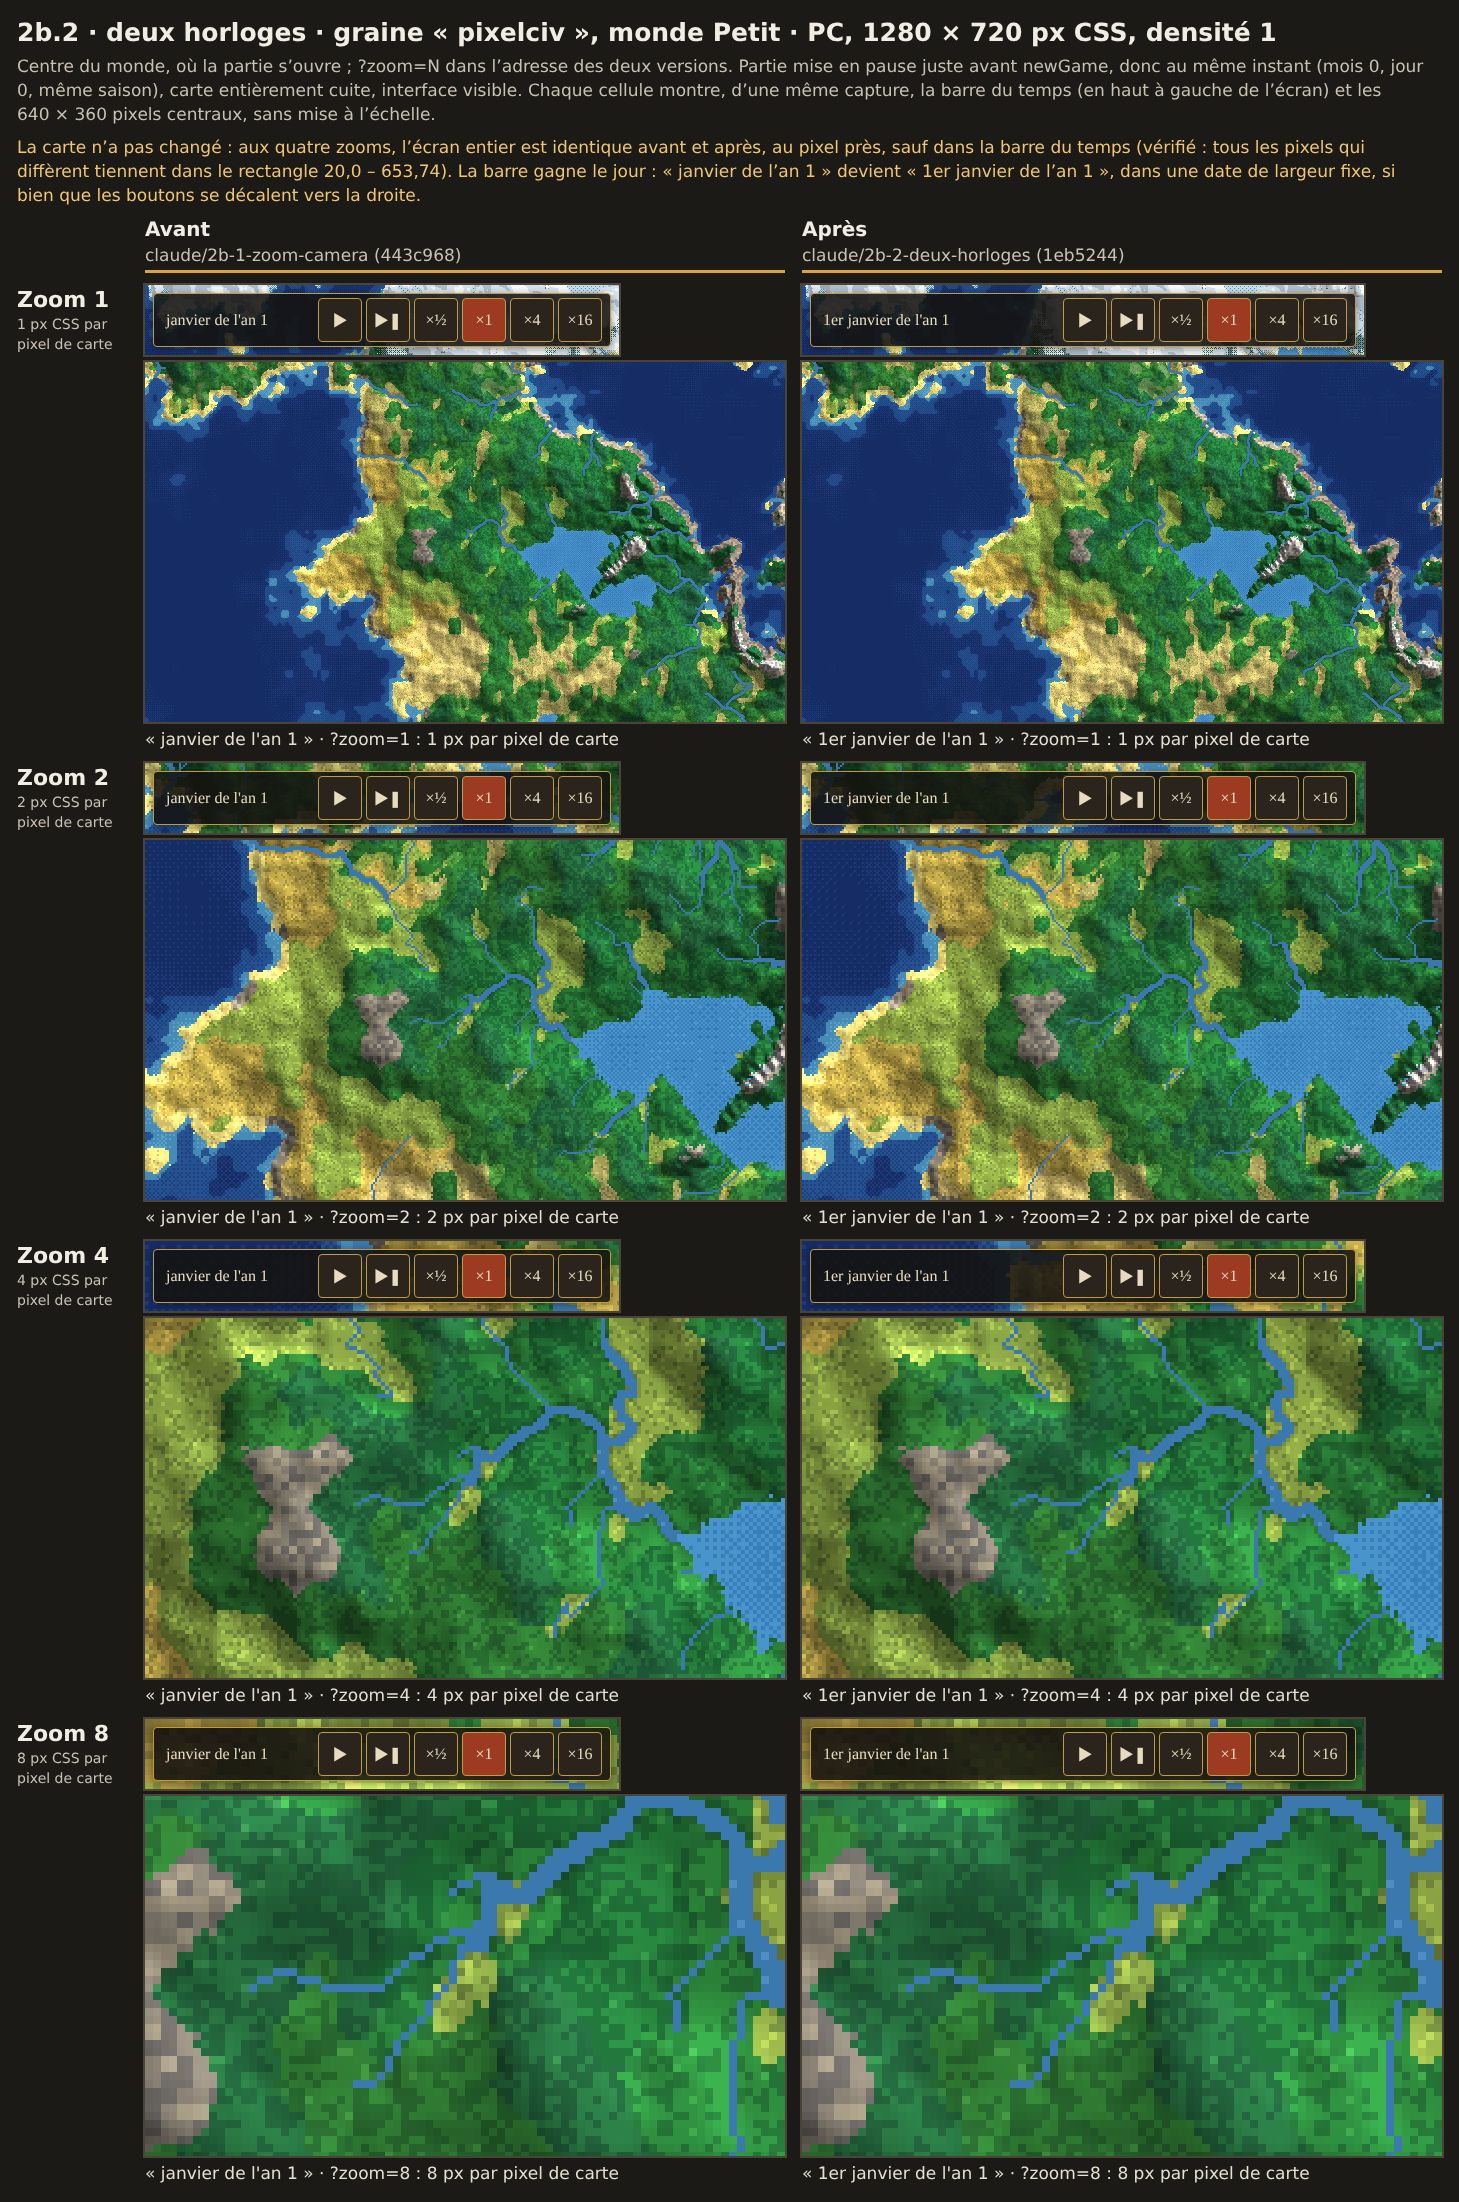 2b.2 · deux horloges · graine « pixelciv », monde Petit · PC, 1280 × 720 px CSS, densité 1
Centre du monde, où la partie s’ouvre ; ?zoom=N dans l’adresse des deux versions. Partie mise en pause juste avant newGame, donc au même instant (mois 0, jour
0, même saison), carte entièrement cuite, interface visible. Chaque cellule montre, d’une même capture, la barre du temps (en haut à gauche de l’écran) et les
640 × 360 pixels centraux, sans mise à l’échelle.
La carte n’a pas changé : aux quatre zooms, l’écran entier est identique avant et après, au pixel près, sauf dans la barre du temps (vérifié : tous les pixels qui
diffèrent tiennent dans le rectangle 20,0 – 653,74). La barre gagne le jour : « janvier de l’an 1 » devient « 1er janvier de l’an 1 », dans une date de largeur fixe, si
bien que les boutons se décalent vers la droite.
Avant
claude/2b-1-zoom-camera (443c968)
Après
claude/2b-2-deux-horloges (1eb5244)
Zoom 1
1 px CSS par
pixel de carte
janvier de l'an 1 ▶ ▶❚ ×½ ×1 ×4 ×16
1er janvier de l'an 1 ▶ ▶❚ ×½ ×1 ×4 ×16
« janvier de l'an 1 » · ?zoom=1 : 1 px par pixel de carte
« 1er janvier de l'an 1 » · ?zoom=1 : 1 px par pixel de carte
Zoom 2
2 px CSS par
pixel de carte
janvier de l'an 1 ▶ ▶❚ ×½ ×1 ×4 ×16
1er janvier de l'an 1 ▶ ▶❚ ×½ ×1 ×4 ×16
« janvier de l'an 1 » · ?zoom=2 : 2 px par pixel de carte
« 1er janvier de l'an 1 » · ?zoom=2 : 2 px par pixel de carte
Zoom 4
4 px CSS par
pixel de carte
janvier de l'an 1 ▶ ▶❚ ×½ ×1 ×4 ×16
1er janvier de l'an 1 ▶ ▶❚ ×½ ×1 ×4 ×16
« janvier de l'an 1 » · ?zoom=4 : 4 px par pixel de carte
« 1er janvier de l'an 1 » · ?zoom=4 : 4 px par pixel de carte
Zoom 8
8 px CSS par
pixel de carte
janvier de l'an 1 ▶ ▶❚ ×½ ×1 ×4 ×16
1er janvier de l'an 1 ▶ ▶❚ ×½ ×1 ×4 ×16
« janvier de l'an 1 » · ?zoom=8 : 8 px par pixel de carte
« 1er janvier de l'an 1 » · ?zoom=8 : 8 px par pixel de carte